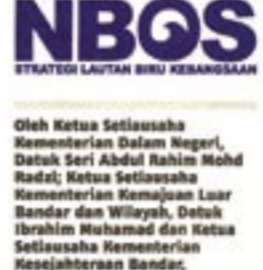 NBOS
STRATEGI LAUTAN BIRU KEBANGSAAN
Oleh Ketua Setiausaha
Kementerian Dalam Negeri,
Datuk Seri Abdul Rahim Mohd
Radzi; Ketua Setiausaha
Kementerian Kemajuan Luar
Bandar dan Wilayah, Datuk
Ibrahim Muhamad dan Ketua
Setiausaha Kementerian
Kesejahteraan Bandar,